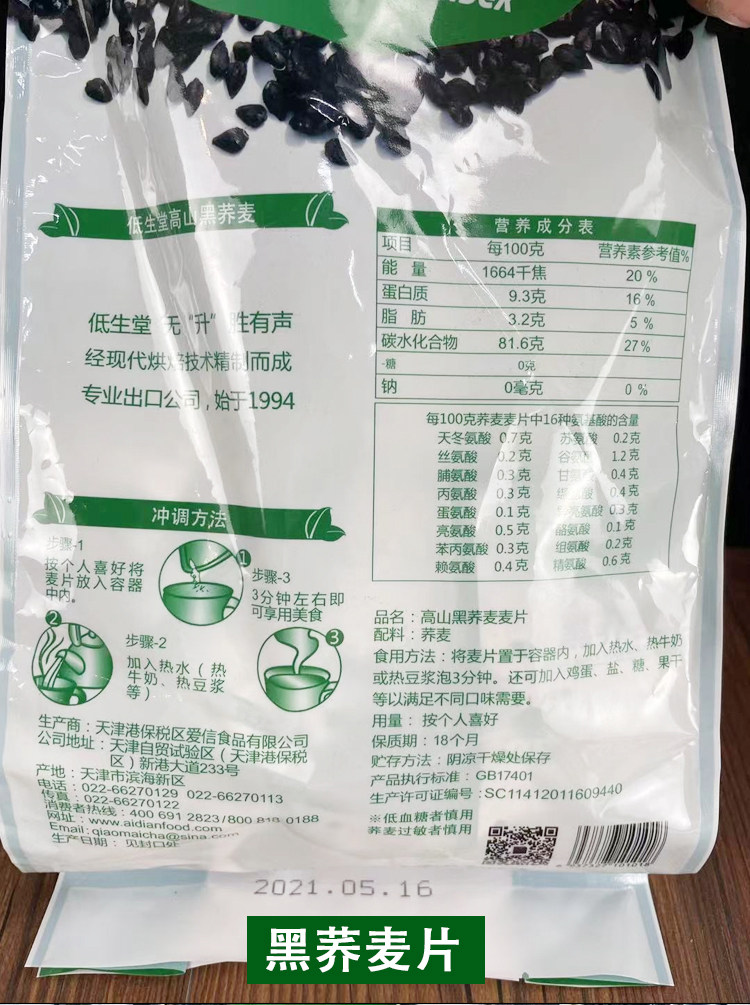 低生堂高山黑荞麦
低生堂 无“升”胜有声
经现代烘焙技术精制而成
专业出口公司，始于1994
冲调方法
步骤-1
按个人喜好将
麦片放入容器
中内。
1
步骤-3
3分钟左右即
可享用美食
2
步骤-2
加入热水（热
牛奶、热豆浆
等）
3
生产商：天津港保税区爱信食品有限公司
公司地址：天津自贸试验区（天津港保税
区）新港大道233号
产地：天津市滨海新区
电话：022-66270129 022-66270113
传真：022-66270122
消费者热线：400 691 2823/800 818 0188
网址：www.aidianfood.com
Email:qiaomaicha@sina.com
生产日期：见封口处
营养成分表
项目 每100克 营养素参考值%
能 量 1664千焦 20 %
蛋白质 9.3克 16 %
脂 肪 3.2克 5 %
碳水化合物 81.6克 27%
-糖 0克
钠 0毫克 0 %
每100克荞麦麦片中16种氨基酸的含量
天冬氨酸 0.7克 苏氨酸 0.2克
丝氨酸 0.2克 谷氨酸 1.2克
脯氨酸 0.3克 甘氨酸 0.4克
丙氨酸 0.3克 缬氨酸 0.4克
蛋氨酸 0.1克 异亮氨酸 0.3克
亮氨酸 0.5克 酪氨酸 0.1克
苯丙氨酸 0.3克 组氨酸 0.2克
赖氨酸 0.4克 精氨酸 0.6克
品名：高山黑荞麦麦片
配料：荞麦
食用方法：将麦片置于容器内，加入热水、热牛奶
或热豆浆泡3分钟。还可加入鸡蛋、盐、糖、果干
等以满足不同口味需要。
用量：按个人喜好
保质期：18个月
贮存方法：阴凉干燥处保存
产品执行标准：GB17401
生产许可证编号：SC11412011609440
※低血糖者慎用
荞麦过敏者慎用
2021.05.16
黑荞麦片